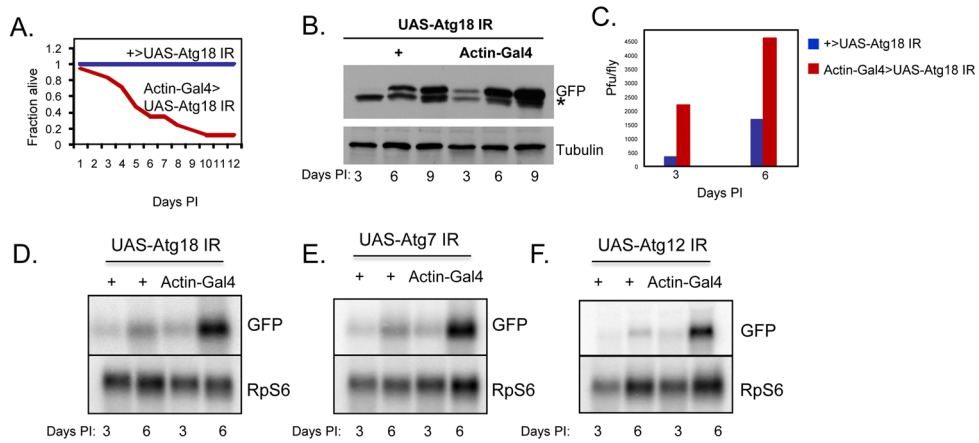 A.
Fraction alive
1.2
1
0.8
0.6
0.4
0.2
0
+>UAS-Atg18 IR
Actin-Gal4>
UAS-Atg18 IR
1 2 3 4 5 6 7 8 9 10 11 12
Days PI
B.
UAS-Atg18 IR
+ Actin-Gal4
GFP
*
Tubulin
Days PI: 3 6 9 3 6 9
C.
Pfu/fly
4500
4000
3500
3000
2500
2000
1500
1000
500
0
3 6
Days PI
+>UAS-Atg18 IR
Actin-Gal4>UAS-Atg18 IR
D.
UAS-Atg18 IR
+ + Actin-Gal4
GFP
RpS6
Days PI: 3 6 3 6
E.
UAS-Atg7 IR
+ + Actin-Gal4
GFP
RpS6
Days PI: 3 6 3 6
F.
UAS-Atg12 IR
+ + Actin-Gal4
GFP
RpS6
Days PI: 3 6 3 6